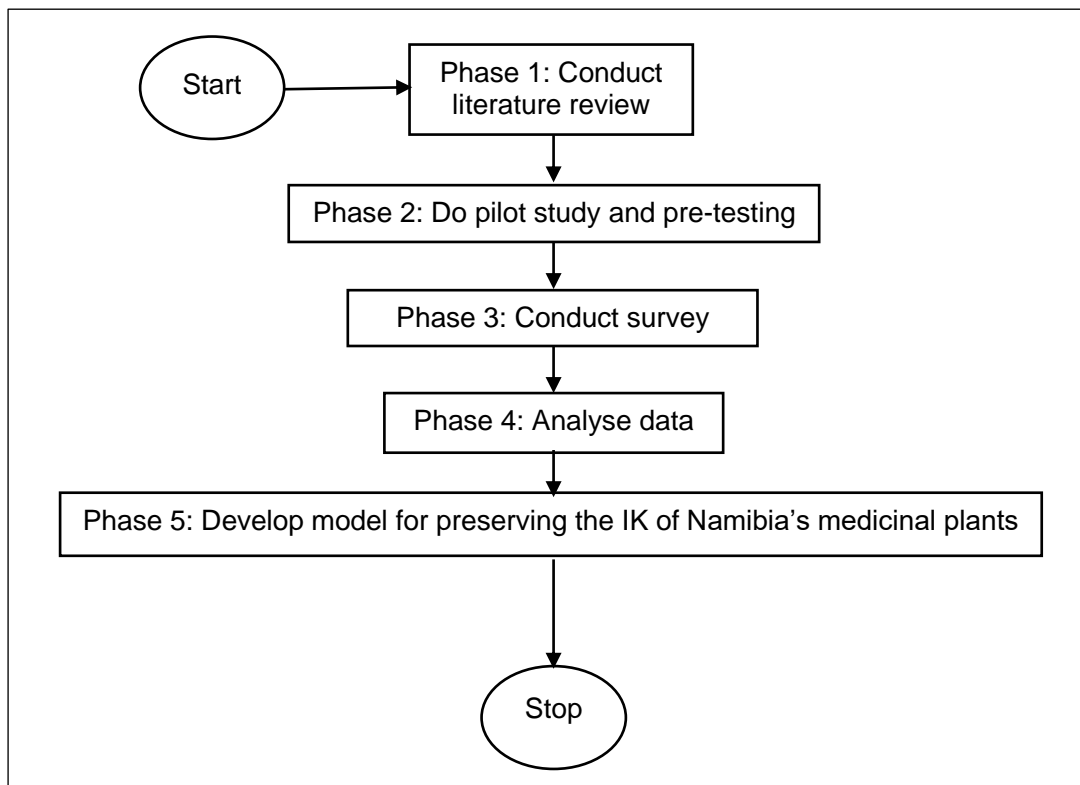 Start
Phase 1: Conduct
literature review
Phase 2: Do pilot study and pre-testing
Phase 3: Conduct survey
Phase 4: Analyse data
Phase 5: Develop model for preserving the IK of Namibia’s medicinal plants
Stop